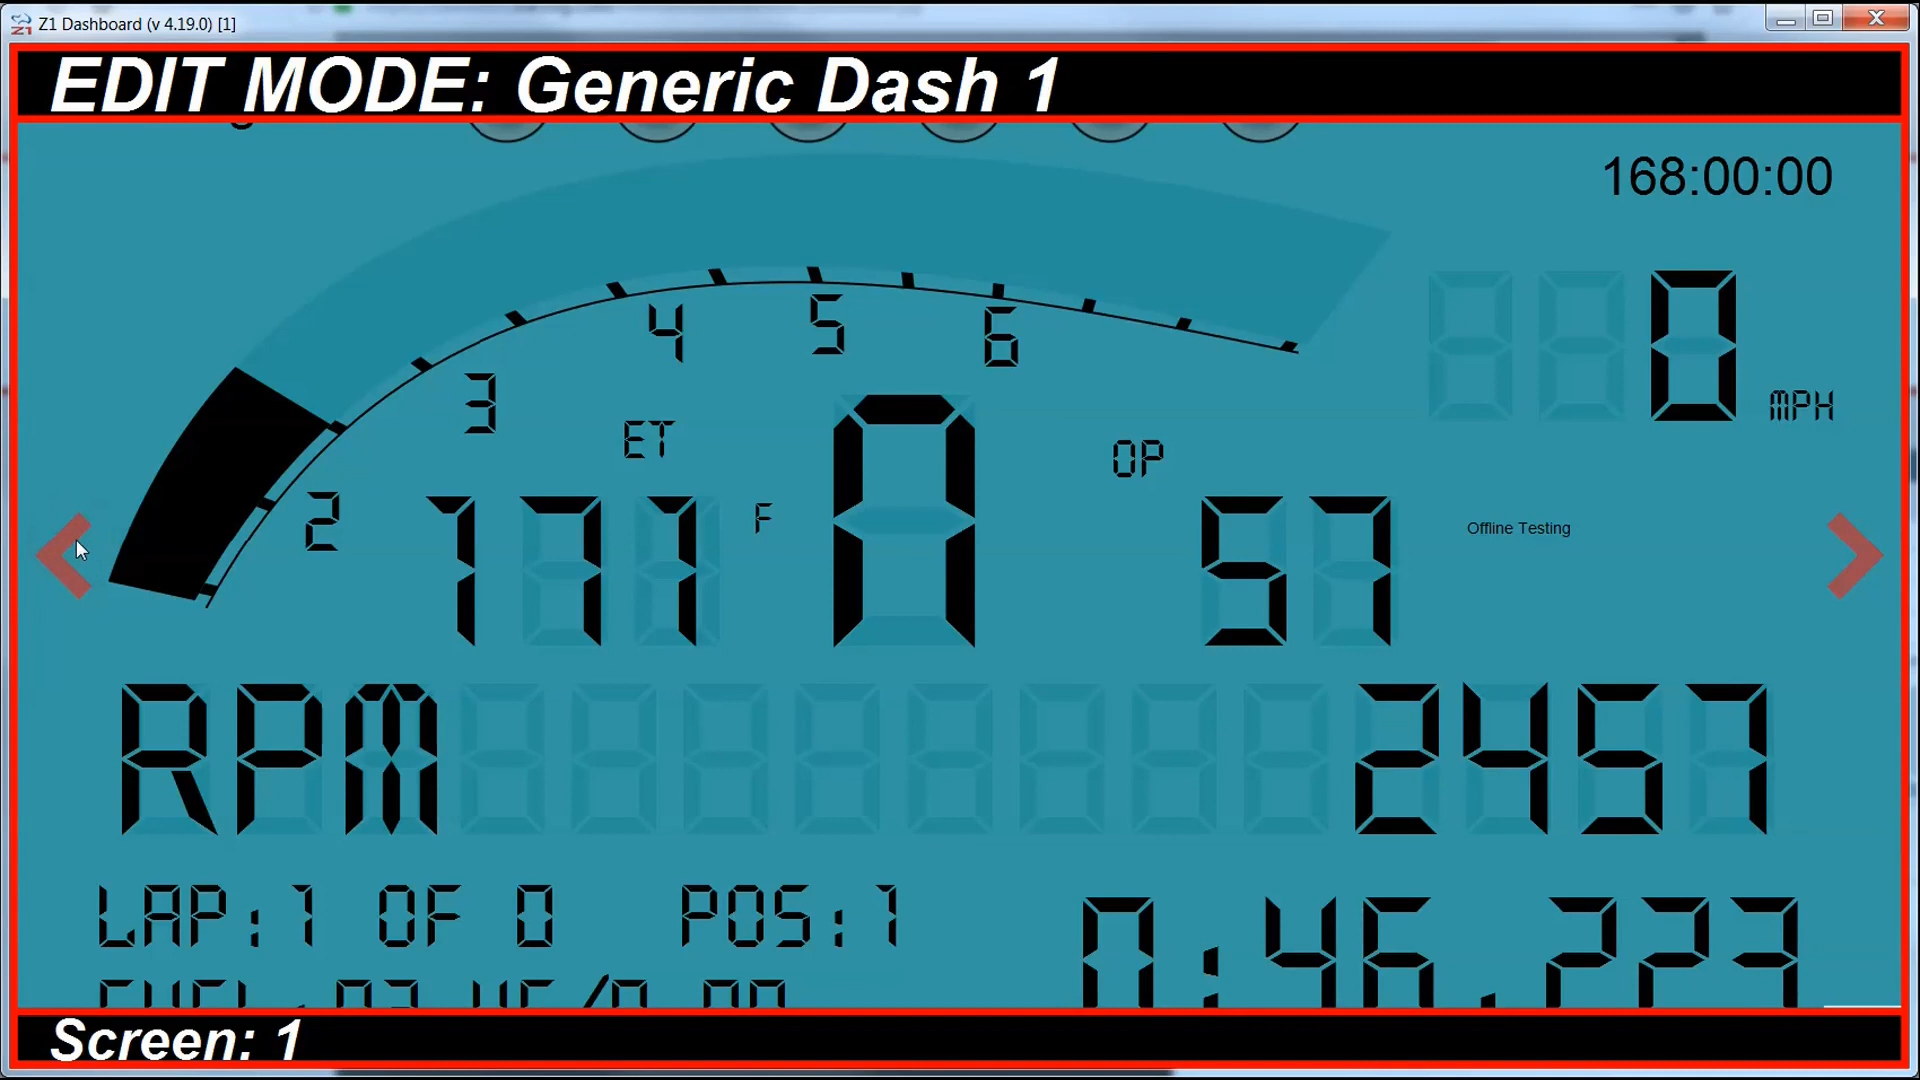 Z1 Dashboard (v 4.19.0) [1]
EDIT MODE: Generic Dash 1
168:00:00
4 5 6
3
2
0 MPH
ET
OP
171 F
57
Offline Testing
RPM 2457
LAP:1 OF 0 POS:1
:46.223
Screen: 1